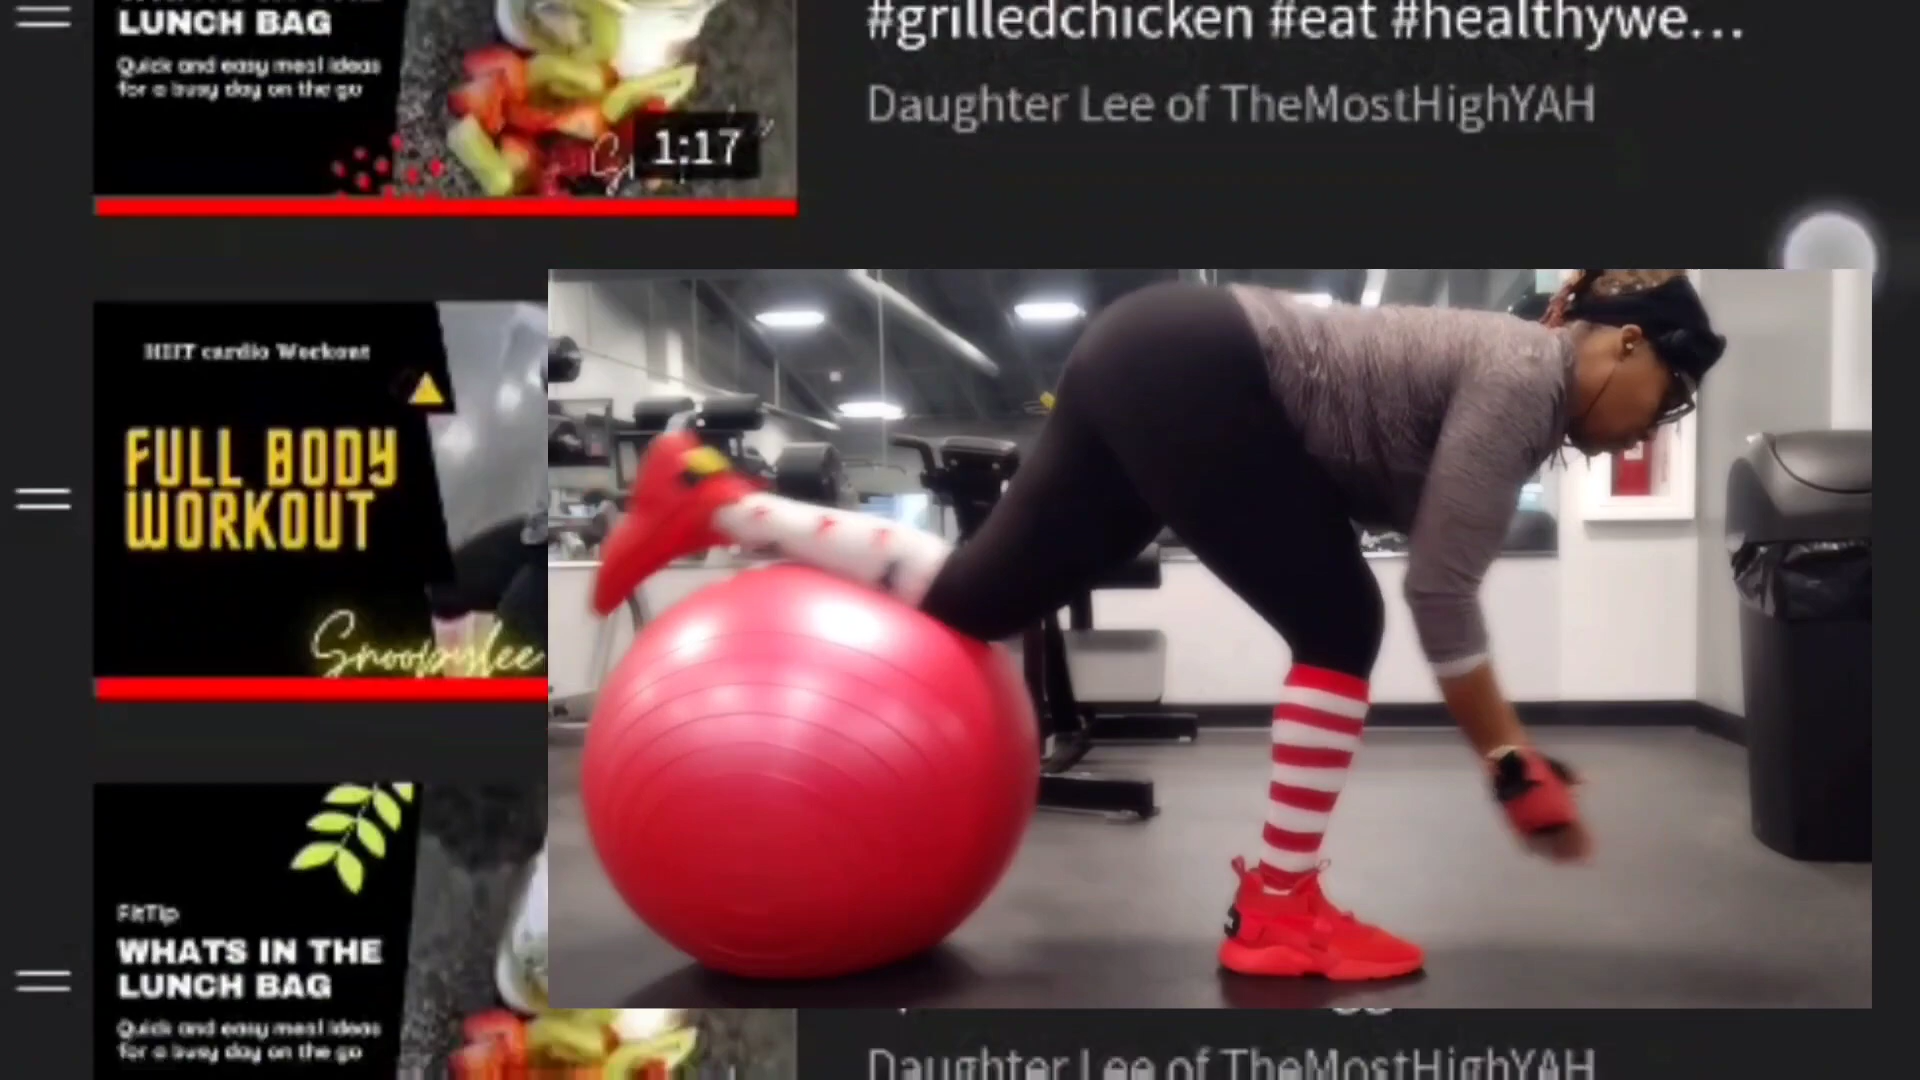 LUNCH BAG
Quick and easy meal ideas
for a busy day on the go
1:17
#grilledchicken #eat #healthywe...
Daughter Lee of TheMostHighYAH
HIIT cardio Workout
FULL BODY
WORKOUT
Snoopyslee
FitTip
WHATS IN THE
LUNCH BAG
Quick and easy meal ideas
for a busy day on the go
Daughter Lee of TheMostHighYAH